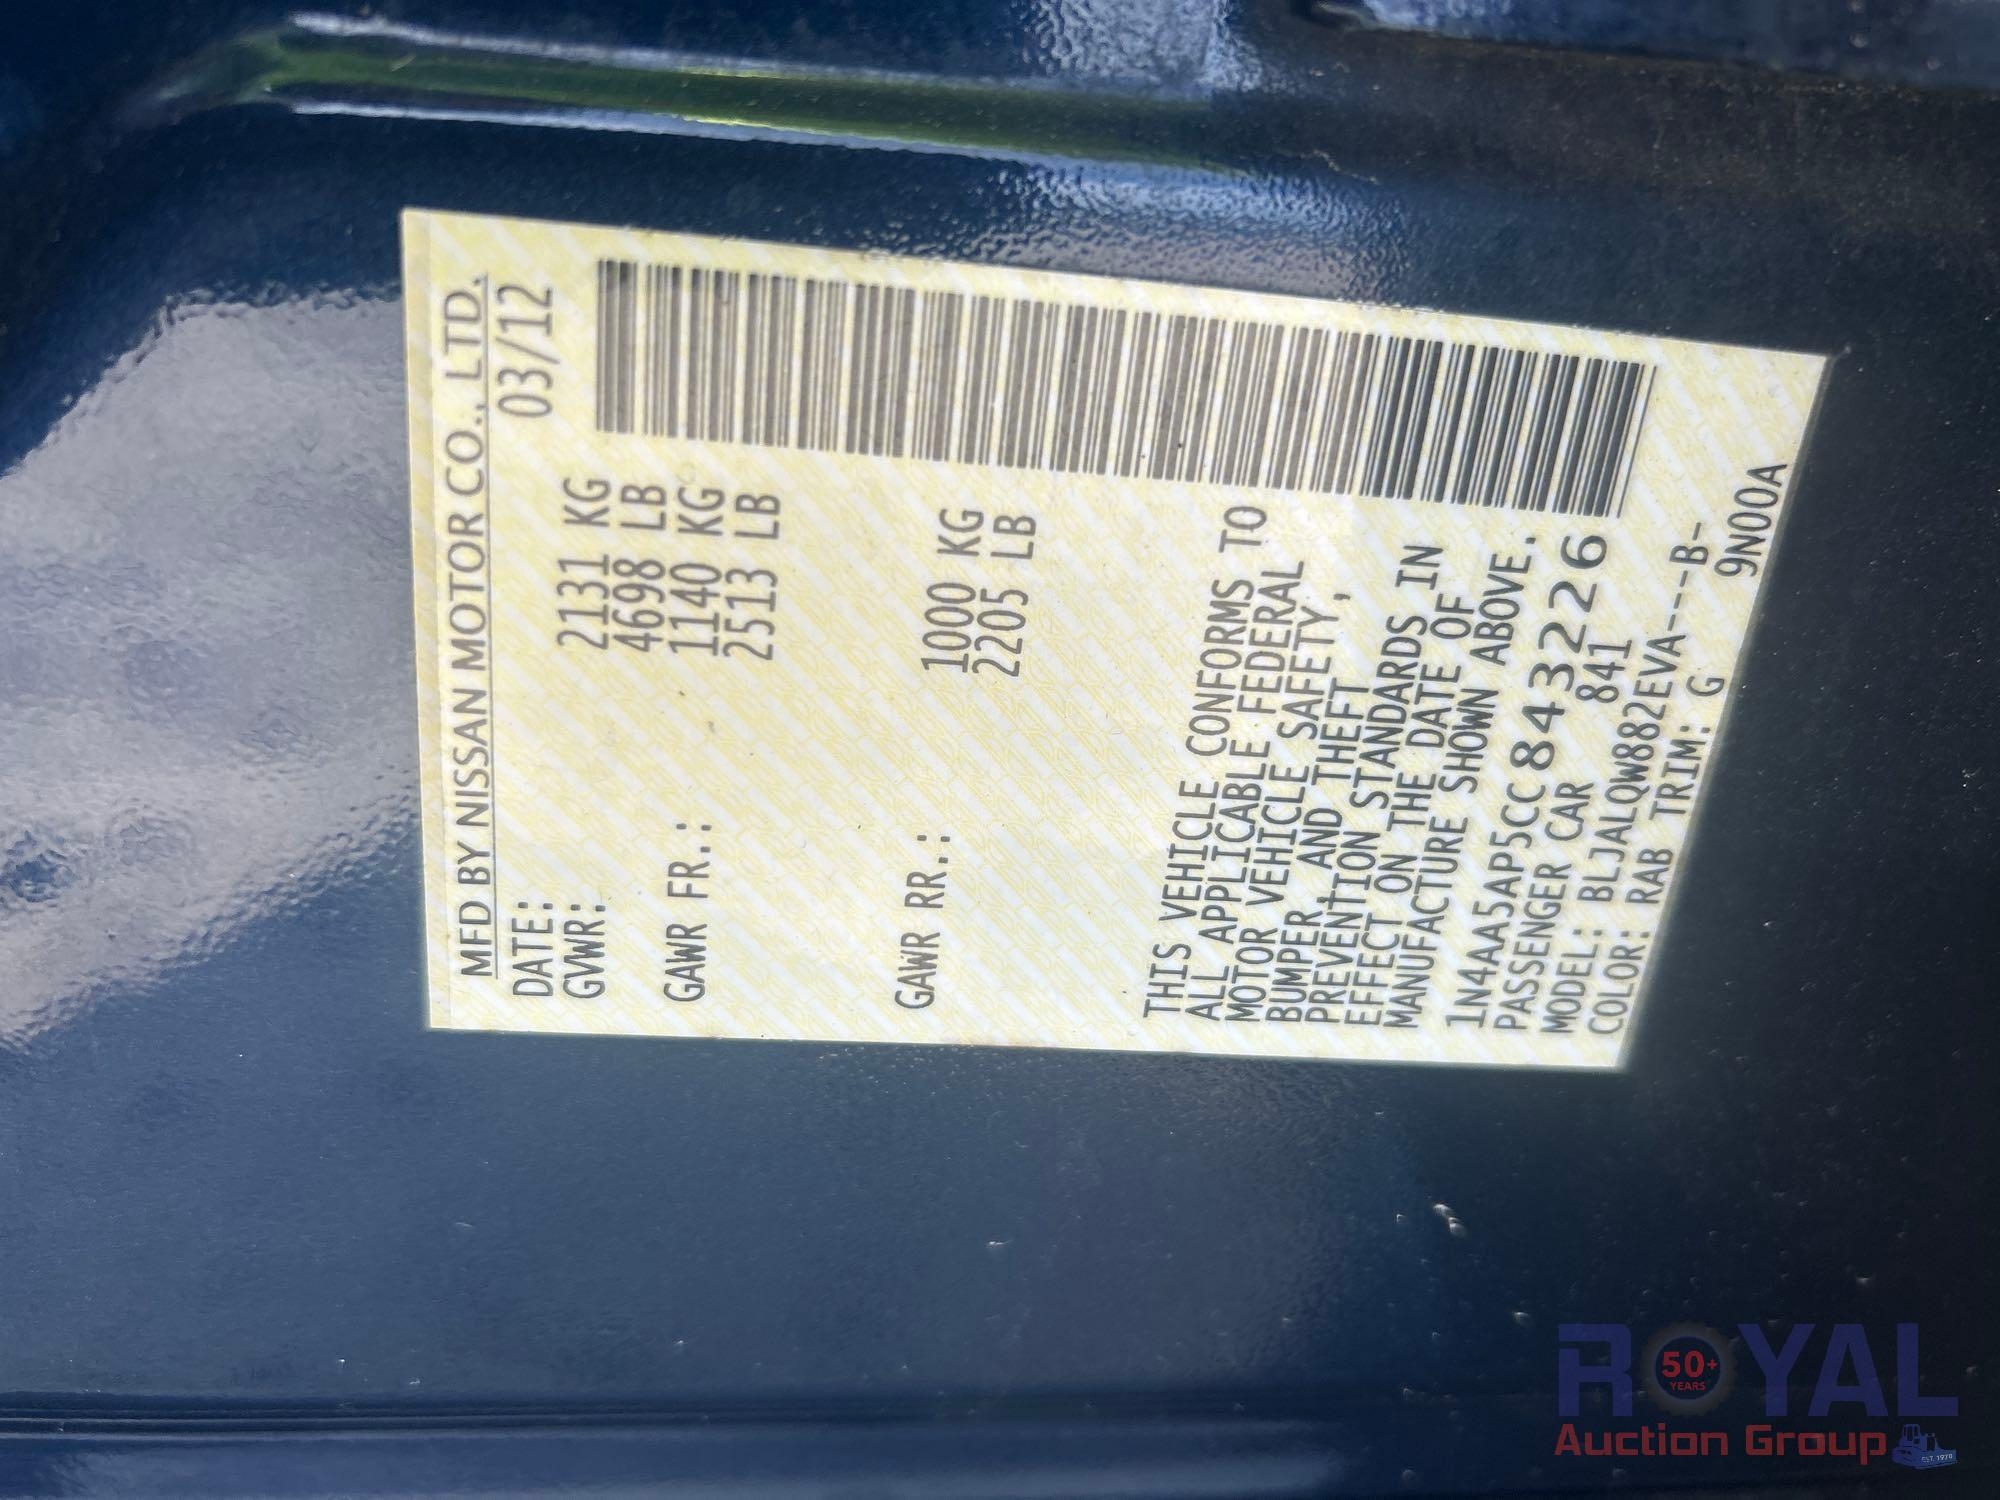 MFD BY NISSAN MOTOR CO., LTD.
DATE: 03/12
GVWR: 2131 KG
4698 LB
GAWR FR.: 1140 KG
2513 LB
GAWR RR.: 1000 KG
2205 LB
THIS VEHICLE CONFORMS TO
ALL APPLICABLE FEDERAL
MOTOR VEHICLE SAFETY,
BUMPER, AND THEFT
PREVENTION STANDARDS IN
EFFECT ON THE DATE OF
MANUFACTURE SHOWN ABOVE.
1N4AA5AP5CC843226
PASSENGER CAR 841
MODEL: BLJALQW882EVA---B-
COLOR: RAB TRIM: G 9N00A
ROYAL
50+
YEARS
Auction Group
EST. 1970